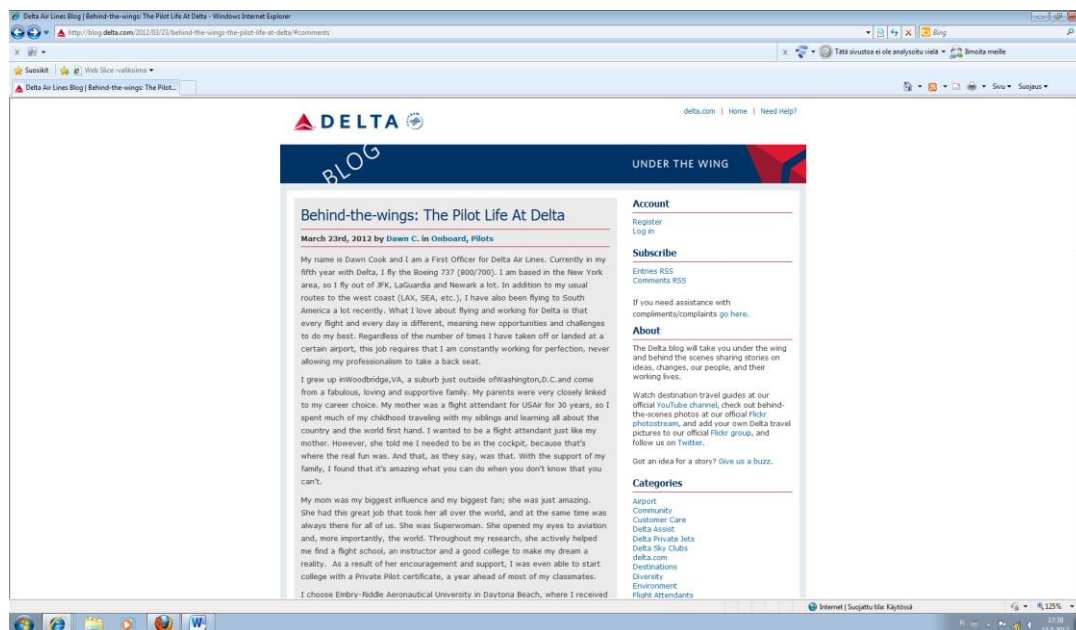 Delta Air Lines Blog | Behind-the-wings: The Pilot Life At Delta - Windows Internet Explorer
http://blog.delta.com/2012/03/23/behind-the-wings-the-pilot-life-at-delta/#comments
Bing
Tätä sivustoa ei ole analysoitu vielä
Ilmoita meille
Suosikit
Web Slice -valikoima
Delta Air Lines Blog | Behind-the-wings: The Pilot...
Sivu
Suojaus
DELTA
delta.com | Home | Need Help?
BLOG
UNDER THE WING
Behind-the-wings: The Pilot Life At Delta
March 23rd, 2012 by Dawn C. in Onboard, Pilots
My name is Dawn Cook and I am a First Officer for Delta Air Lines. Currently in my
fifth year with Delta, I fly the Boeing 737 (800/700). I am based in the New York
area, so I fly out of JFK, LaGuardia and Newark a lot. In addition to my usual
routes to the west coast (LAX, SEA, etc.), I have also been flying to South
America a lot recently. What I love about flying and working for Delta is that
every flight and every day is different, meaning new opportunities and challenges
to do my best. Regardless of the number of times I have taken off or landed at a
certain airport, this job requires that I am constantly working for perfection, never
allowing my professionalism to take a back seat.
I grew up inWoodbridge,VA, a suburb just outside ofWashington,D.C.and come
from a fabulous, loving and supportive family. My parents were very closely linked
to my career choice. My mother was a flight attendant for USAir for 30 years, so I
spent much of my childhood traveling with my siblings and learning all about the
country and the world first hand. I wanted to be a flight attendant just like my
mother. However, she told me I needed to be in the cockpit, because that's
where the real fun was. And that, as they say, was that. With the support of my
family, I found that it's amazing what you can do when you don't know that you
can't.
My mom was my biggest influence and my biggest fan; she was just amazing.
She had this great job that took her all over the world, and at the same time was
always there for all of us. She was Superwoman. She opened my eyes to aviation
and, more importantly, the world. Throughout my research, she actively helped
me find a flight school, an instructor and a good college to make my dream a
reality. As a result of her encouragement and support, I was even able to start
college with a Private Pilot certificate, a year ahead of most of my classmates.
I choose Embry-Riddle Aeronautical University in Daytona Beach, where I received
Account
Register
Log in
Subscribe
Entries RSS
Comments RSS
If you need assistance with
compliments/complaints go here.
About
The Delta blog will take you under the wing
and behind the scenes sharing stories on
ideas, changes, our people, and their
working lives.
Watch destination travel guides at our
official YouTube channel, check out behind-
the-scenes photos at our official Flickr
photostream, and add your own Delta travel
pictures to our official Flickr group, and
follow us on Twitter.
Got an idea for a story? Give us a buzz.
Categories
Airport
Community
Customer Care
Delta Assist
Delta Private Jets
Delta Sky Clubs
delta.com
Destinations
Diversity
Environment
Flight Attendants
Internet | Suojattu tila: Käytössä
125%
17:39